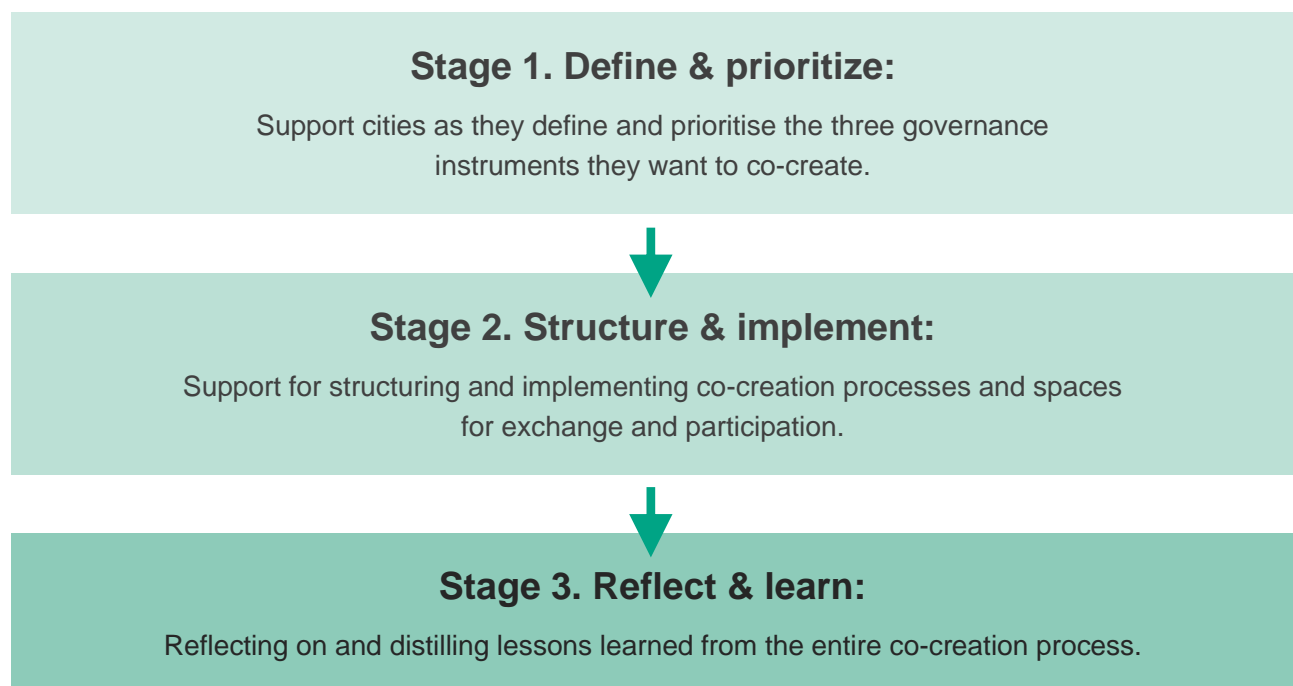 Stage 1. Define & prioritize:
Support cities as they define and prioritise the three governance
instruments they want to co-create.
Stage 2. Structure & implement:
Support for structuring and implementing co-creation processes and spaces
for exchange and participation.
Stage 3. Reflect & learn:
Reflecting on and distilling lessons learned from the entire co-creation process.